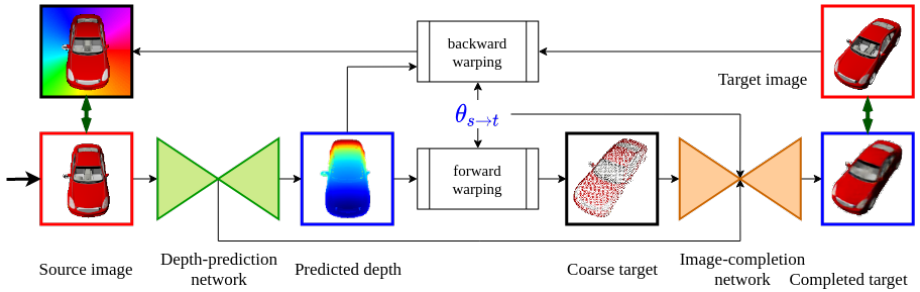 backward
warping
Target image
θs→t
forward
warping
Source image
Depth-prediction
network
Predicted depth
Coarse target
Image-completion
network
Completed target